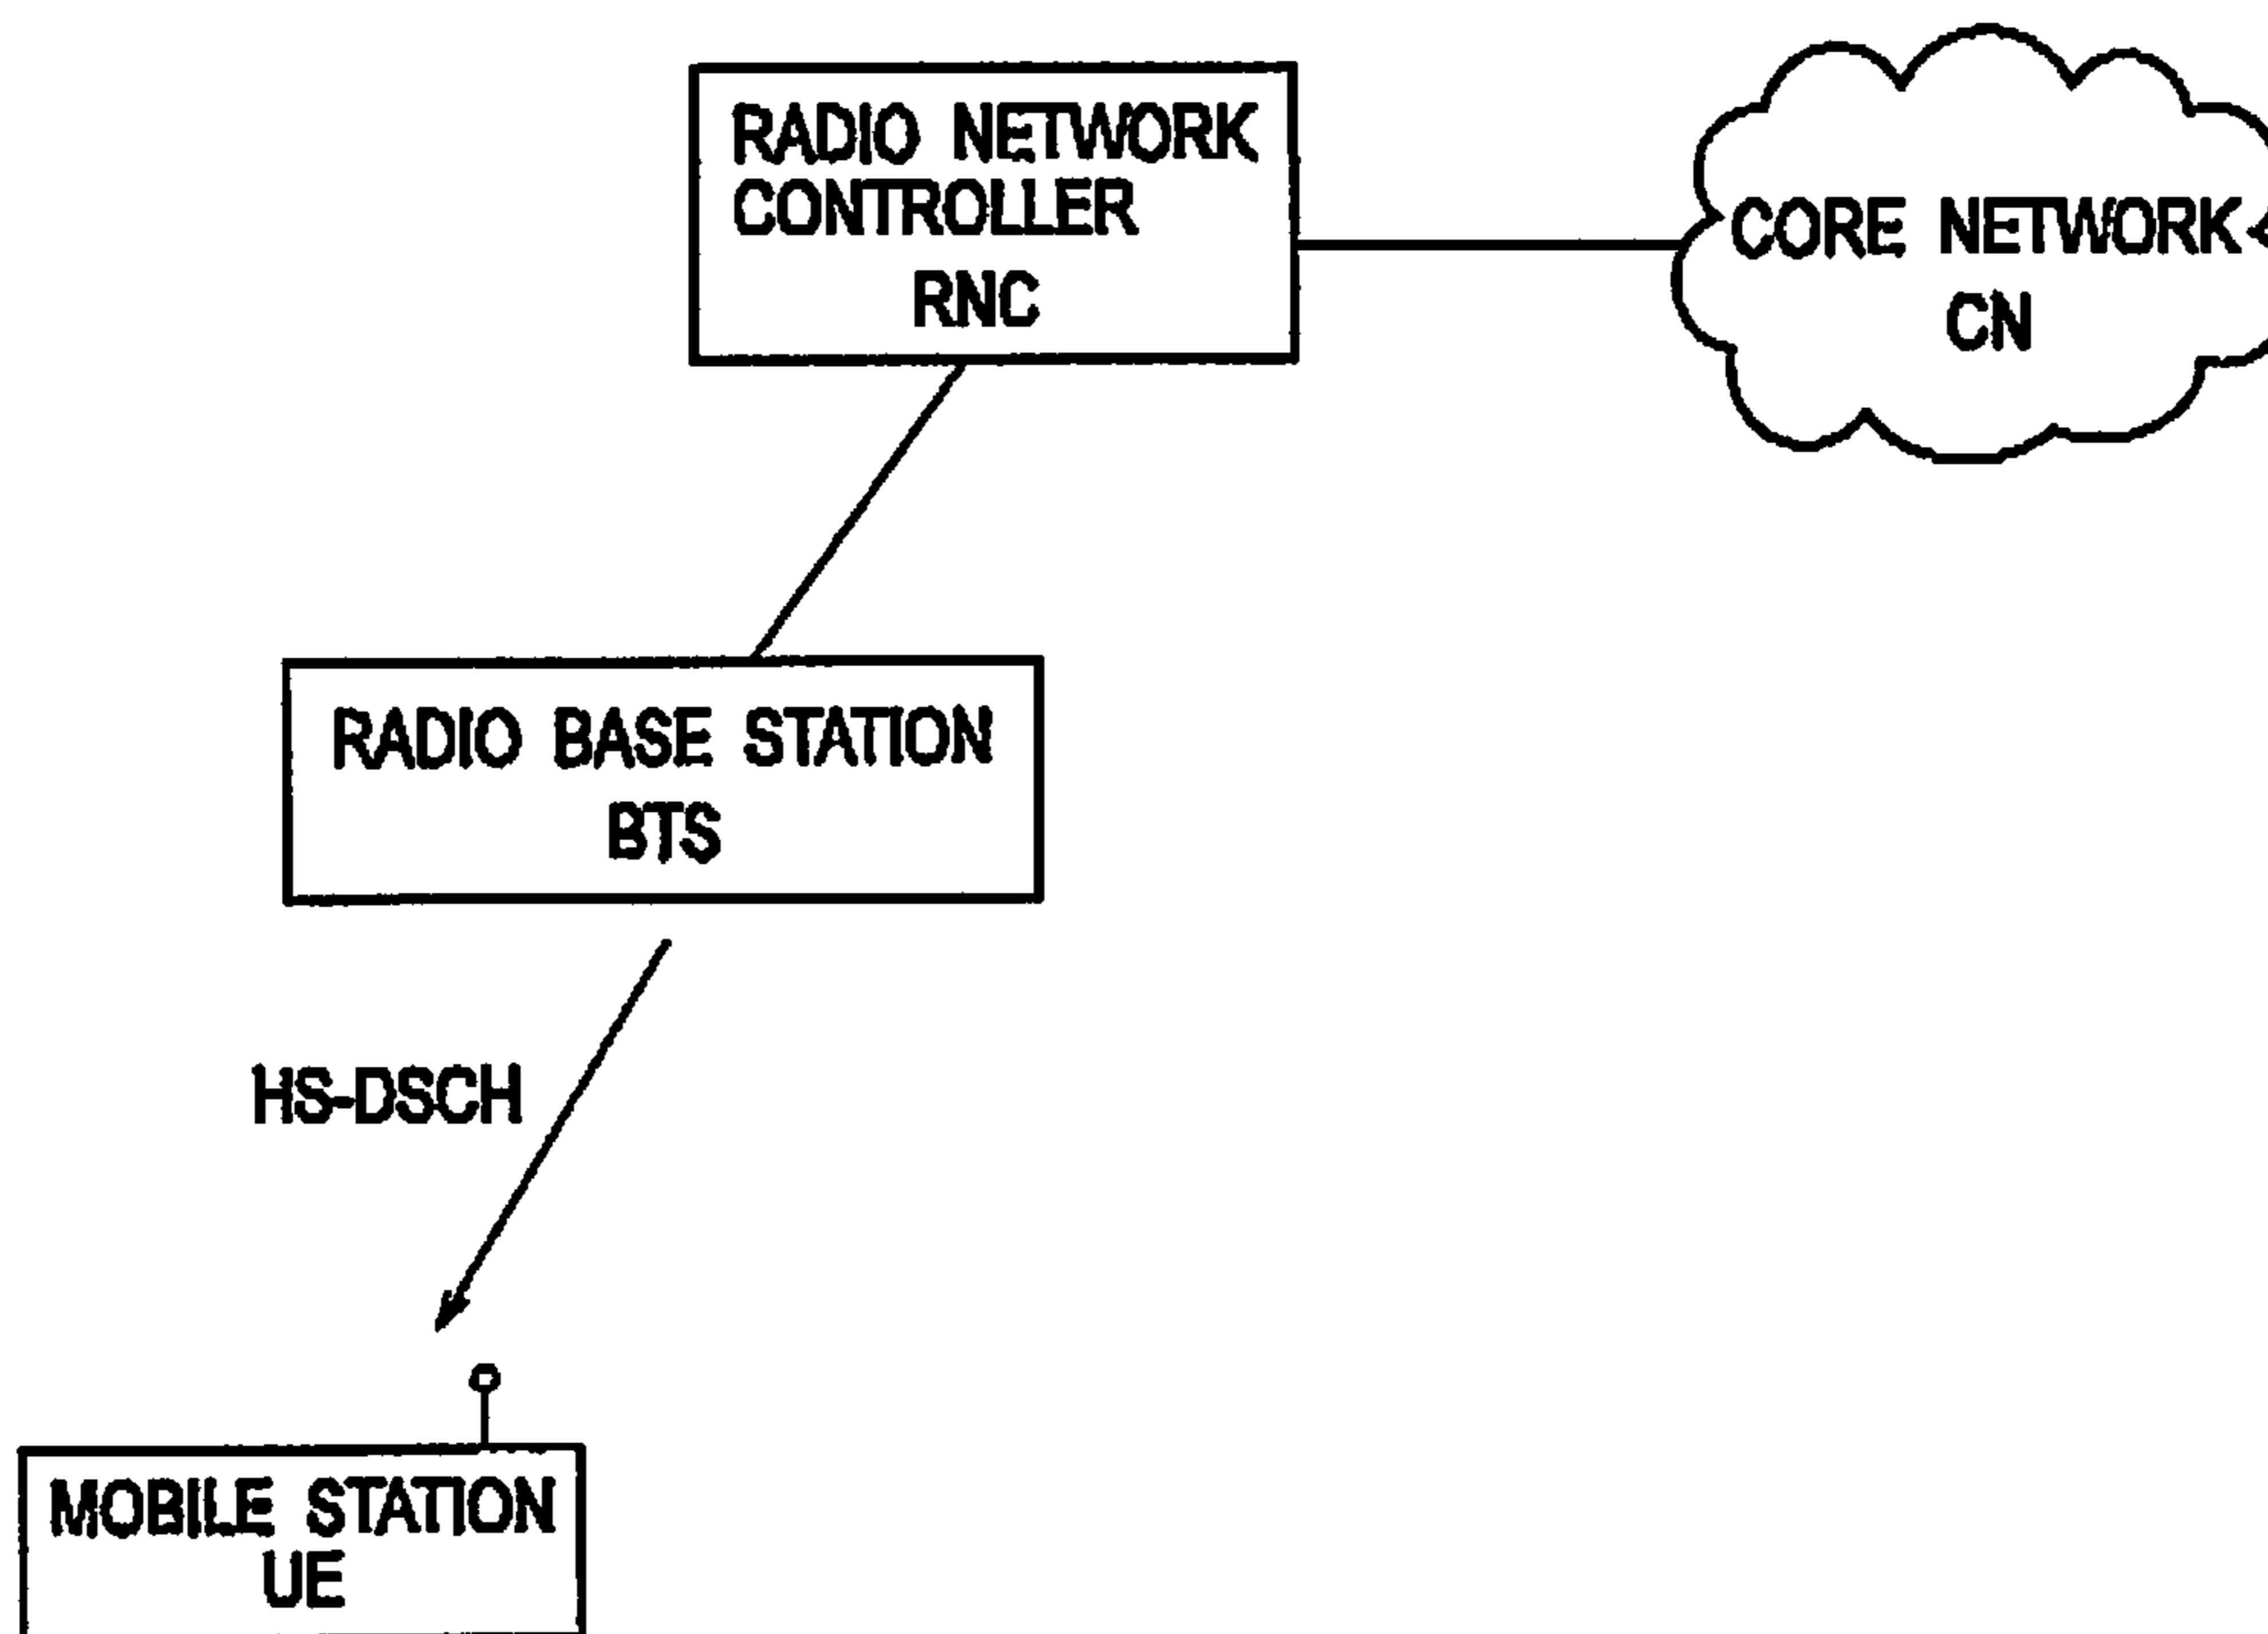 RADIO NETWORK
CONTROLLER
RNC
CORE NETWORK
CN
RADIO BASE STATION
BTS
HS-DSCH
MOBILE STATION
UE